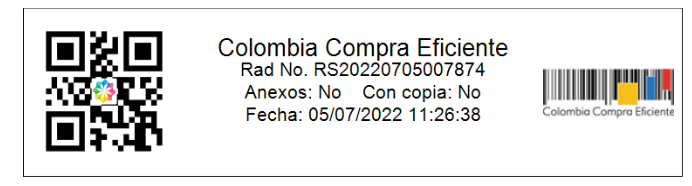 Colombia Compra Eficiente
Rad No. RS20220705007874
Anexos: No Con copia: No
Fecha: 05/07/2022 11:26:38
Colombia Compra Eficiente